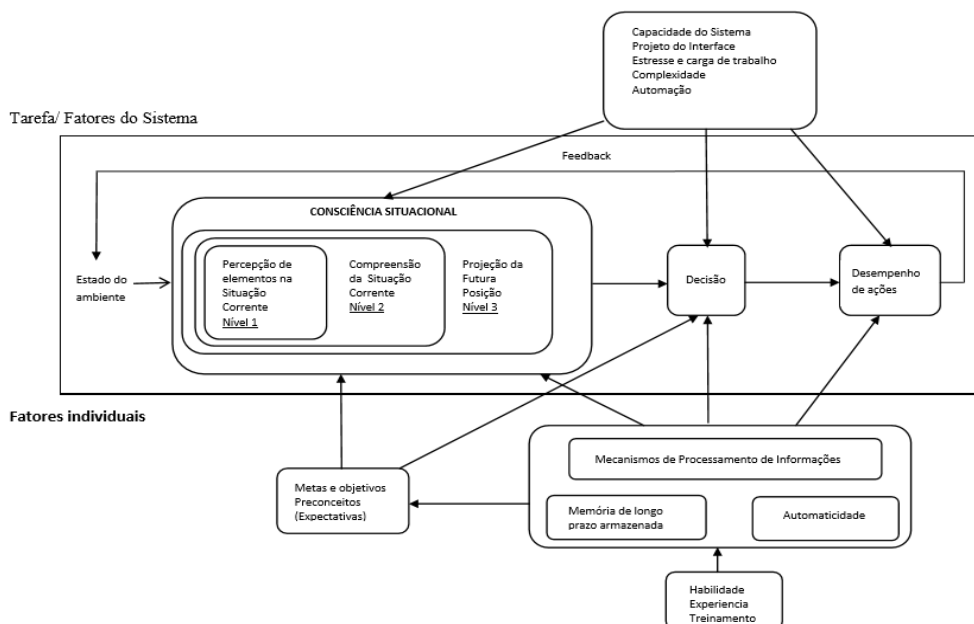 Capacidade do Sistema
Projeto do Interface
Estresse e carga de trabalho
Complexidade
Automação
Tarefa/ Fatores do Sistema
Feedback
CONSCIÊNCIA SITUACIONAL
Estado do
ambiente
Percepção de
elementos na
Situação
Corrente
Nível 1
Compreensão
da Situação
Corrente
Nível 2
Projeção da
Futura
Posição
Nível 3
Decisão
Desempenho
de ações
Fatores individuais
Metas e objetivos
Preconceitos
(Expectativas)
Mecanismos de Processamento de Informações
Memória de longo
prazo armazenada
Automaticidade
Habilidade
Experiencia
Treinamento